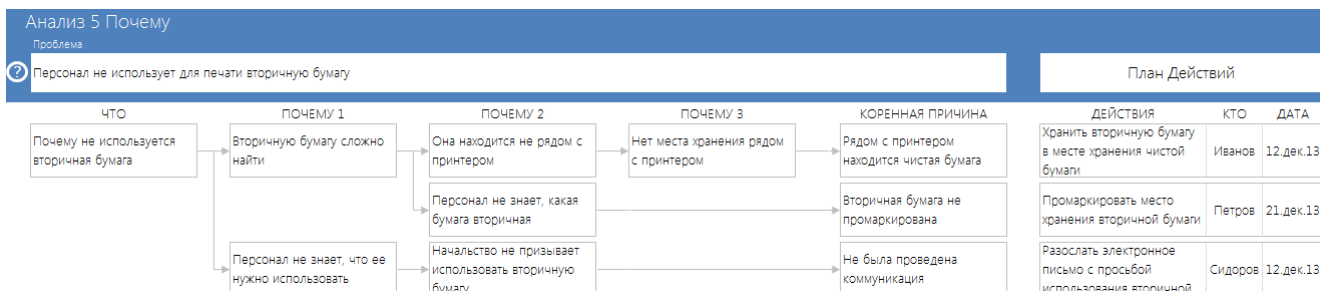 Анализ 5 Почему
Проблема
? Персонал не использует для печати вторичную бумагу
План Действий
ЧТО ПОЧЕМУ 1 ПОЧЕМУ 2 ПОЧЕМУ 3 КОРЕННАЯ ПРИЧИНА ДЕЙСТВИЯ КТО ДАТА
Почему не используется
вторичная бумага
Вторичную бумагу сложно
найти
Она находится не рядом с
принтером
Нет места хранения рядом
с принтером
Рядом с принтером
находится чистая бумага
Хранить вторичную бумагу
в месте хранения чистой
бумаги
Иванов
12.дек.13
Персонал не знает, какая
бумага вторичная
Вторичная бумага не
промаркирована
Промаркировать место
хранения вторичной бумаги
Петров
21.дек.13
Персонал не знает, что ее
нужно использовать
Начальство не призывает
использовать вторичную
бумагу
Не была проведена
коммуникация
Разослать электронное
письмо с просьбой
использования вторичной
Сидоров
12.дек.13